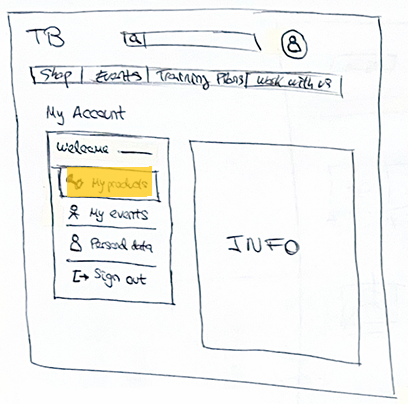 TB
Shop Events Training Plans Work with us
My Account
Welcome
My products
My events
Personal data
Sign out
INFO